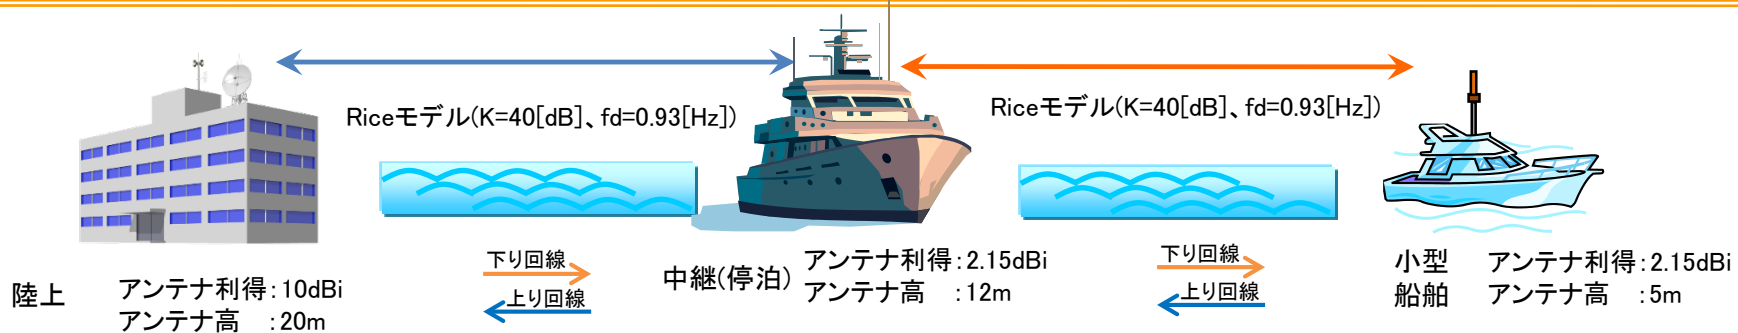 Riceモデル(K=40[dB]、fd=0.93[Hz])
Riceモデル(K=40[dB]、fd=0.93[Hz])
陸上
アンテナ利得:10dBi
アンテナ高　:20m
下り回線
上り回線
中継(停泊)
アンテナ利得:2.15dBi
アンテナ高　:12m
下り回線
上り回線
小型
船舶
アンテナ利得:2.15dBi
アンテナ高　:5m